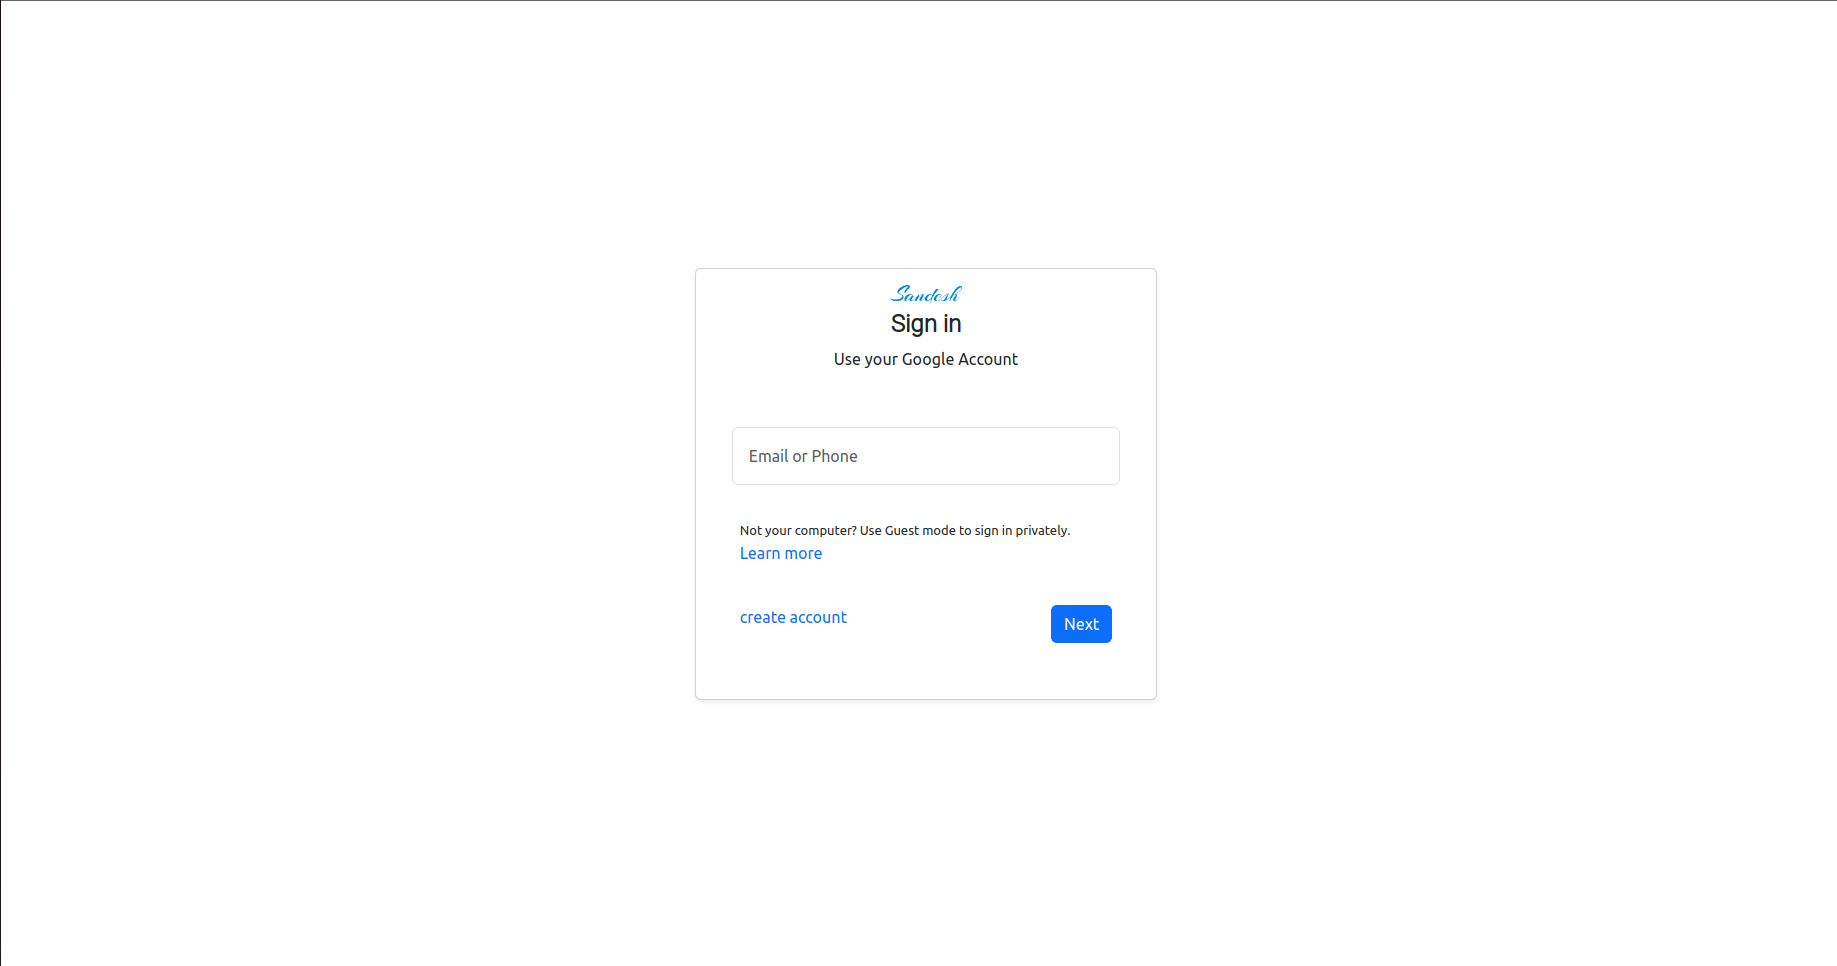 Sandesh
Sign in
Use your Google Account
Email or Phone
Not your computer? Use Guest mode to sign in privately.
Learn more
create account
Next